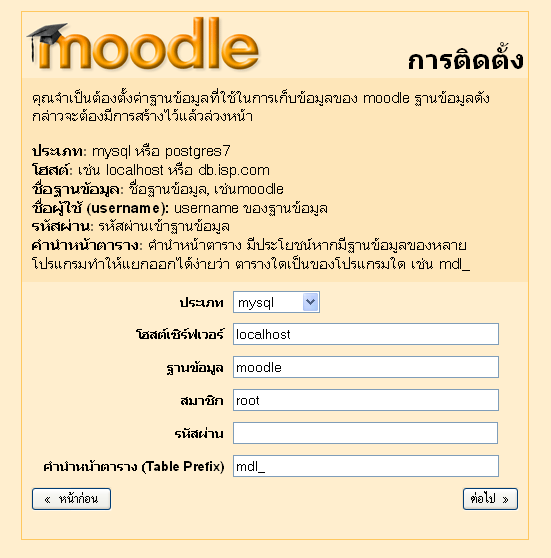 moodle
การติดตั้ง
คุณจำเป็นต้องตั้งค่าฐานข้อมูลที่ใช้ในการเก็บข้อมูลของ moodle ฐานข้อมูลดัง
กล่าวจะต้องมีการสร้างไว้แล้วล่วงหน้า
ประเภท: mysql หรือ postgres7
โฮสต์: เช่น localhost หรือ db.isp.com
ชื่อฐานข้อมูล: ชื่อฐานข้อมูล, เช่นmoodle
ชื่อผู้ใช้ (username): username ของฐานข้อมูล
รหัสผ่าน: รหัสผ่านเข้าฐานข้อมูล
คำนำหน้าตาราง: คำนำหน้าตาราง มีประโยชน์หากมีฐานข้อมูลของหลาย
โปรแกรมทำให้แยกออกได้ง่ายว่า ตารางใดเป็นของโปรแกรมใด เช่น mdl_
ประเภท mysql
โฮสต์เซิร์ฟเวอร์ localhost
ฐานข้อมูล moodle
สมาชิก root
รหัสผ่าน
คำนำหน้าตาราง (Table Prefix) mdl_
« หน้าก่อน ต่อไป »